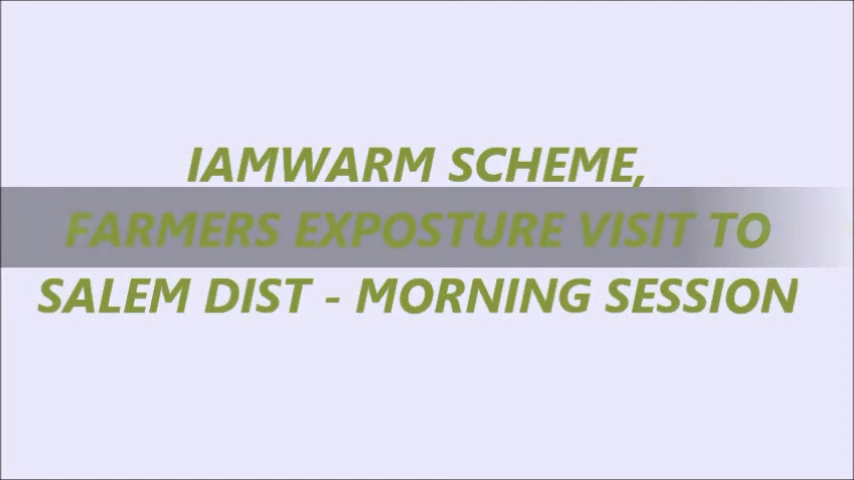 IAMWARM SCHEME,
FARMERS EXPOSTURE VISIT TO
SALEM DIST - MORNING SESSION